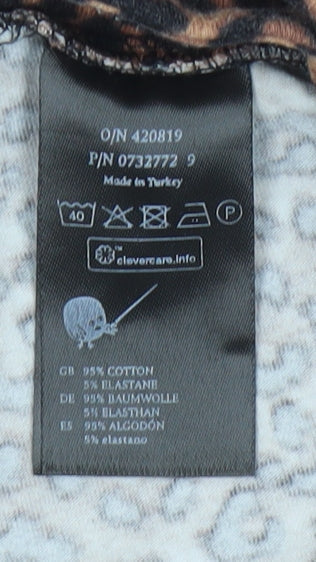 O/N 420819
P/N 0732772 9
Made in Turkey
40 P
clevercare.info™
GB 95% COTTON
5% ELASTANE
DE 95% BAUMWOLLE
5% ELASTHAN
ES 95% ALGODÓN
5% elastano